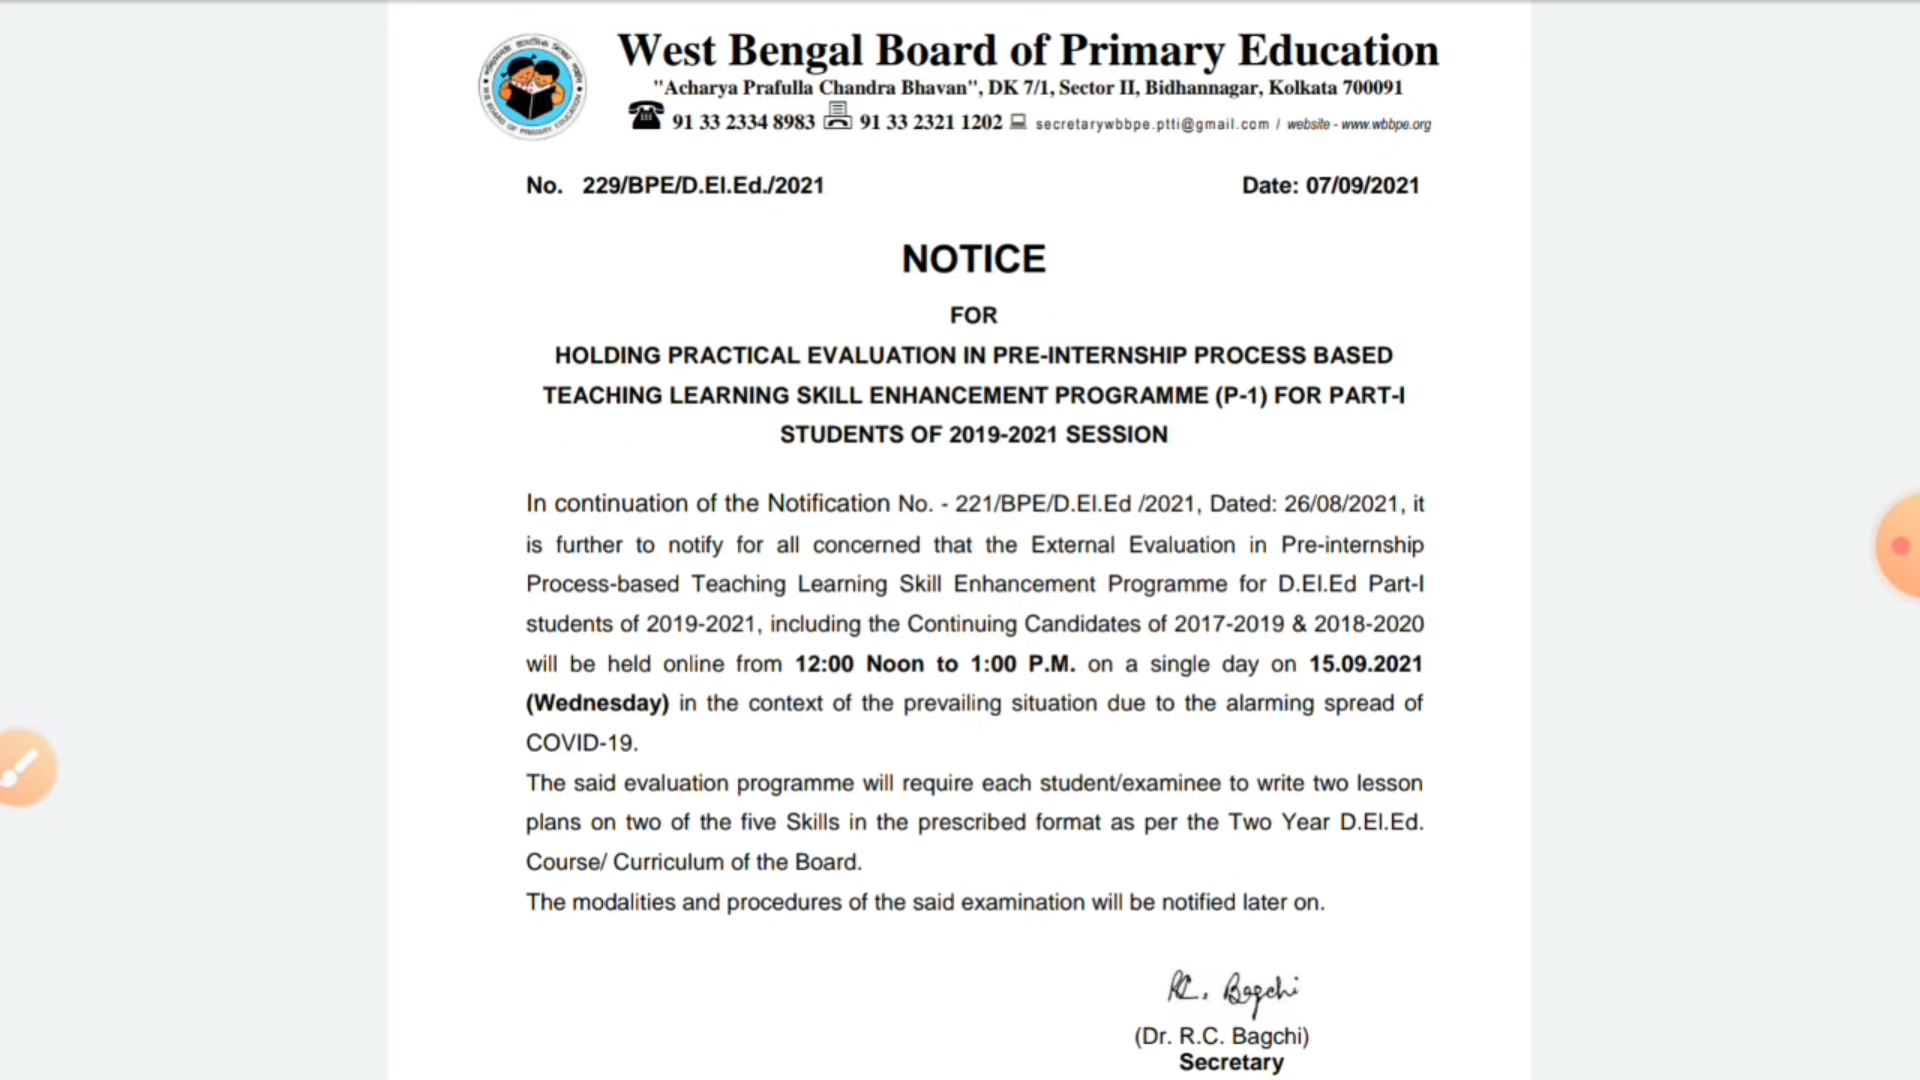 West Bengal Board of Primary Education
"Acharya Prafulla Chandra Bhavan", DK 7/1, Sector II, Bidhannagar, Kolkata 700091
91 33 2334 8983 91 33 2321 1202 secretarywbbpe.ptti@gmail.com / website - www.wbbpe.org
W.B. BOARD OF PRIMARY EDUCATION
No. 229/BPE/D.El.Ed./2021 Date: 07/09/2021
NOTICE
FOR
HOLDING PRACTICAL EVALUATION IN PRE-INTERNSHIP PROCESS BASED
TEACHING LEARNING SKILL ENHANCEMENT PROGRAMME (P-1) FOR PART-I
STUDENTS OF 2019-2021 SESSION
In continuation of the Notification No. - 221/BPE/D.El.Ed /2021, Dated: 26/08/2021, it
is further to notify for all concerned that the External Evaluation in Pre-internship
Process-based Teaching Learning Skill Enhancement Programme for D.El.Ed Part-I
students of 2019-2021, including the Continuing Candidates of 2017-2019 & 2018-2020
will be held online from 12:00 Noon to 1:00 P.M. on a single day on 15.09.2021
(Wednesday) in the context of the prevailing situation due to the alarming spread of
COVID-19.
The said evaluation programme will require each student/examinee to write two lesson
plans on two of the five Skills in the prescribed format as per the Two Year D.El.Ed.
Course/ Curriculum of the Board.
The modalities and procedures of the said examination will be notified later on.
RC. Bagchi
(Dr. R.C. Bagchi)
Secretary